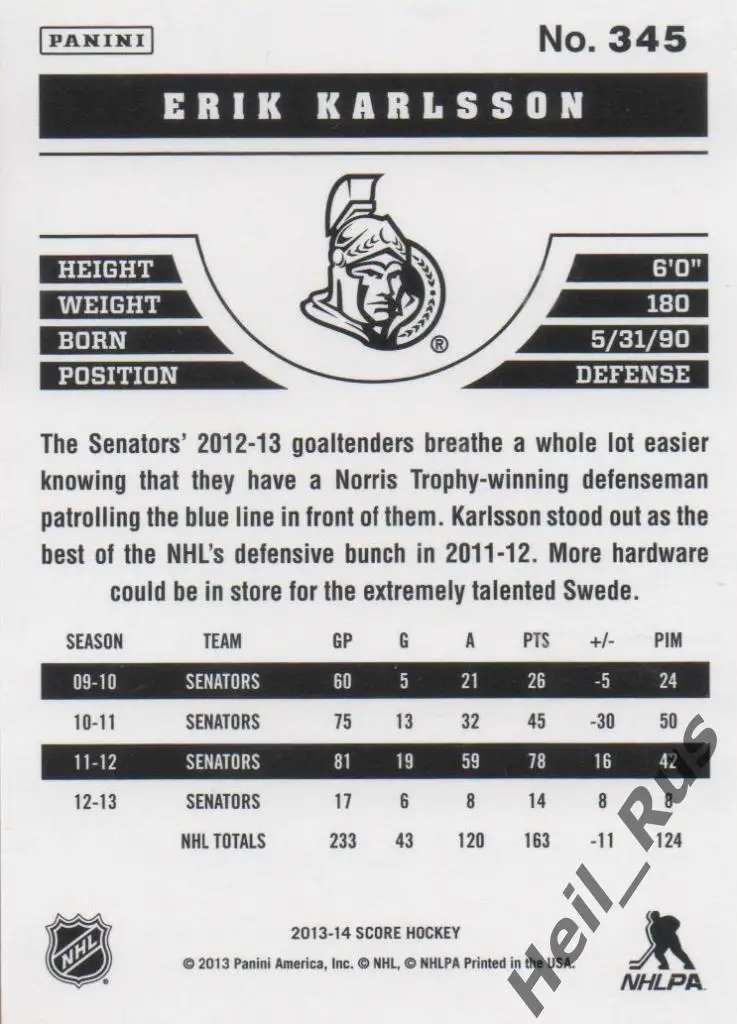 PANINI
No. 345
ERIK KARLSSON
HEIGHT 6'0"
WEIGHT 180
BORN 5/31/90
POSITION DEFENSE
®
The Senators' 2012-13 goaltenders breathe a whole lot easier
knowing that they have a Norris Trophy-winning defenseman
patrolling the blue line in front of them. Karlsson stood out as the
best of the NHL's defensive bunch in 2011-12. More hardware
could be in store for the extremely talented Swede.
SEASON TEAM GP G A PTS +/- PIM
09-10 SENATORS 60 5 21 26 -5 24
10-11 SENATORS 75 13 32 45 -30 50
11-12 SENATORS 81 19 59 78 16 42
12-13 SENATORS 17 6 8 14 8 8
NHL TOTALS 233 43 120 163 -11 124
2013-14 SCORE HOCKEY
© 2013 Panini America, Inc. © NHL, © NHLPA Printed in the USA.
NHL
NHLPA
Heil_Rus